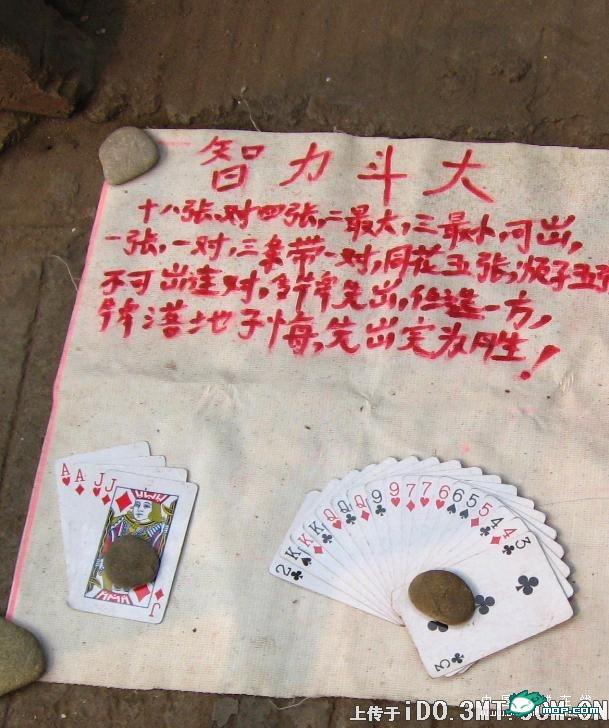 智力斗大
十八张,对四张,二最大,三最小,可出,
一张,一对,三条带一对,同花五张,顺子五
不可出连对,多牌先出,任选一方,
牌落地不悔,先出完为胜!
A A J J
J
2 K K K Q Q Q 9 9 7 7 6 6 5 5 4 4 3
3
上传于 iDO.3MT.COM.CN
mop.com